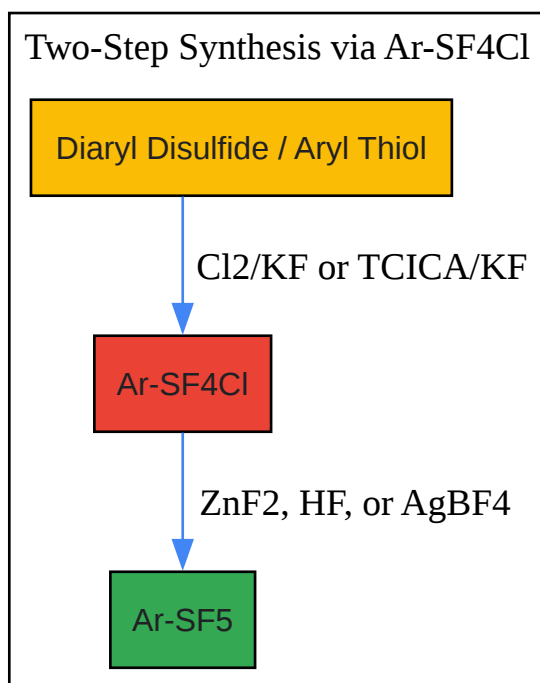 Two-Step Synthesis via Ar-SF4Cl
Diaryl Disulfide / Aryl Thiol
Cl2/KF or TCICA/KF
Ar-SF4Cl
ZnF2, HF, or AgBF4
Ar-SF5